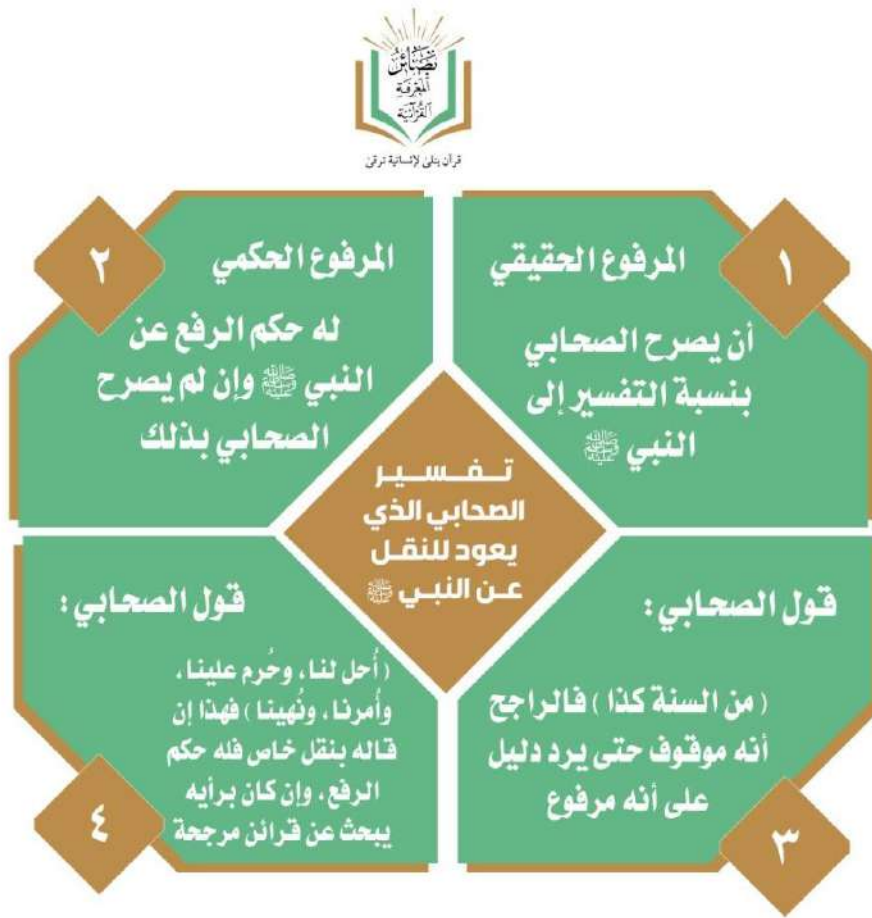 بصائر
المعرفة
القرآنية
قرآن يتلى لإنسانية ترقى
١
المرفوع الحقيقي
أن يصرح الصحابي
بنسبة التفسير إلى
النبي ﷺ
٢
المرفوع الحكمي
له حكم الرفع عن
النبي ﷺ وإن لم يصرح
الصحابي بذلك
تفسير
الصحابي الذي
يعود للنقل
عن النبي ﷺ
قول الصحابي :
( من السنة كذا ) فالراجح
أنه موقوف حتى يرد دليل
على أنه مرفوع
٣
قول الصحابي :
( أُحل لنا، وحُرم علينا،
وأُمرنا، ونُهينا ) فهذا إن
قاله بنقل خاص فله حكم
الرفع، وإن كان برأيه
يبحث عن قرائن مرجحة
٤